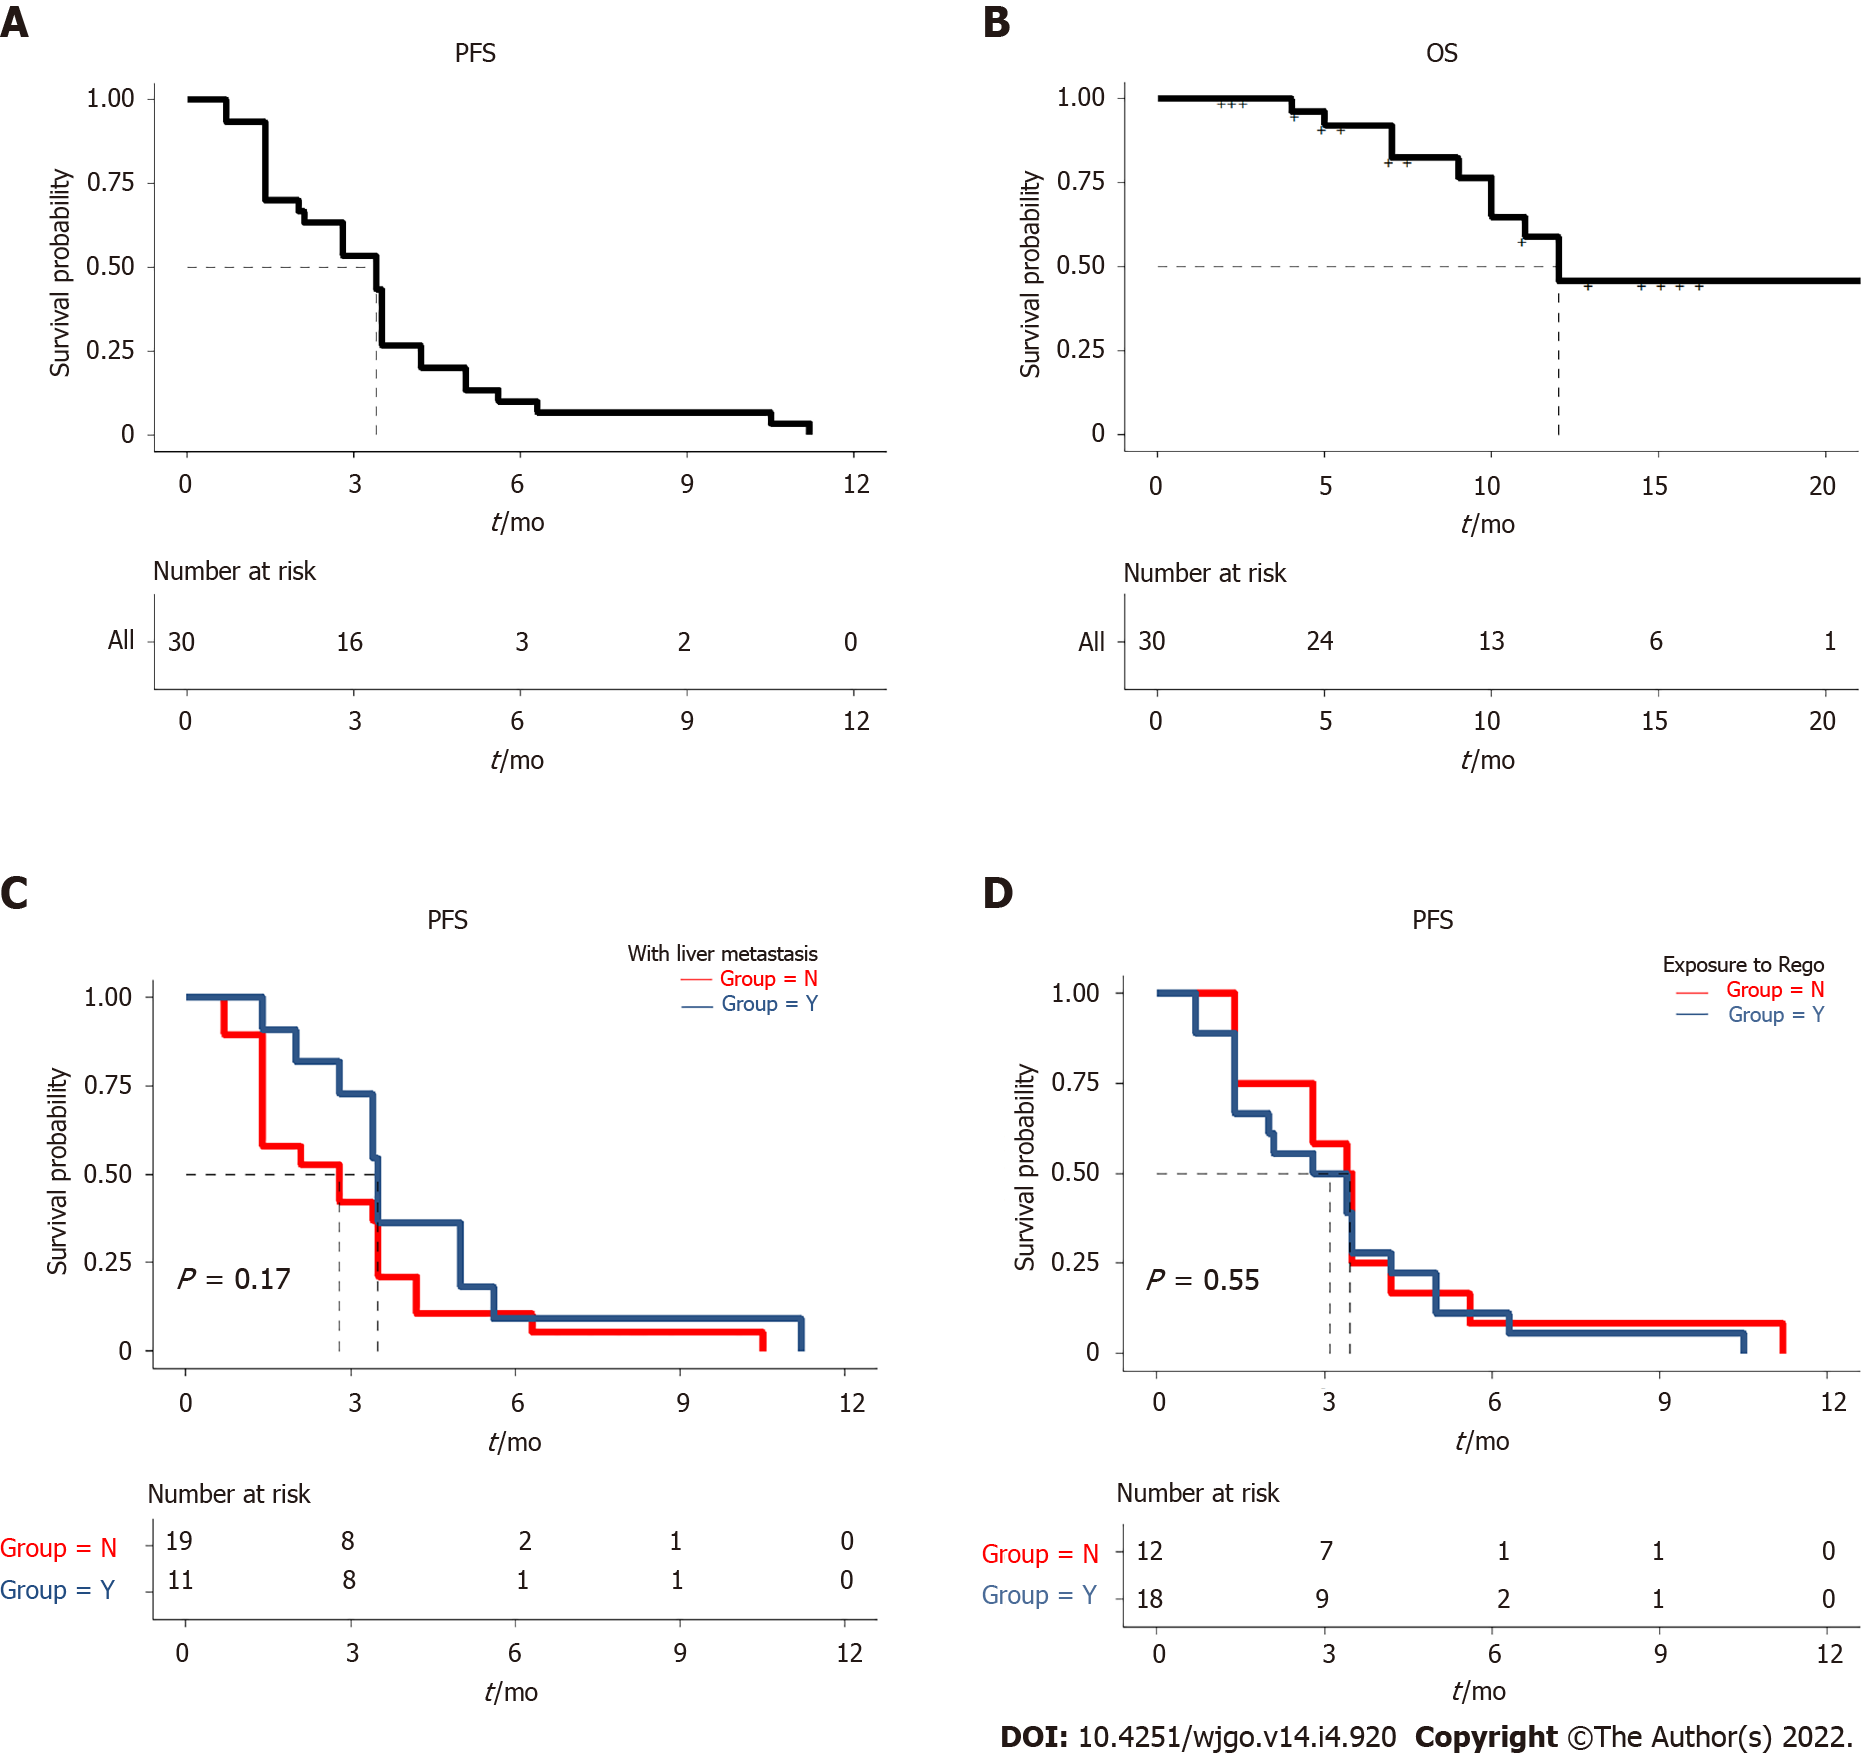 A
PFS
Survival probability
1.00
0.75
0.50
0.25
0
0 3 6 9 12
t/mo
Number at risk
All 30 16 3 2 0
0 3 6 9 12
t/mo
B
OS
Survival probability
1.00
0.75
0.50
0.25
0
0 5 10 15 20
t/mo
Number at risk
All 30 24 13 6 1
0 5 10 15 20
t/mo
C
PFS
With liver metastasis
Group = N
Group = Y
Survival probability
1.00
0.75
0.50
0.25
0
P = 0.17
0 3 6 9 12
t/mo
Number at risk
Group = N 19 8 2 1 0
Group = Y 11 8 1 1 0
0 3 6 9 12
t/mo
D
PFS
Exposure to Rego
Group = N
Group = Y
Survival probability
1.00
0.75
0.50
0.25
0
P = 0.55
0 3 6 9 12
t/mo
Number at risk
Group = N 12 7 1 1 0
Group = Y 18 9 2 1 0
0 3 6 9 12
t/mo
DOI: 10.4251/wjgo.v14.i4.920 Copyright ©The Author(s) 2022.